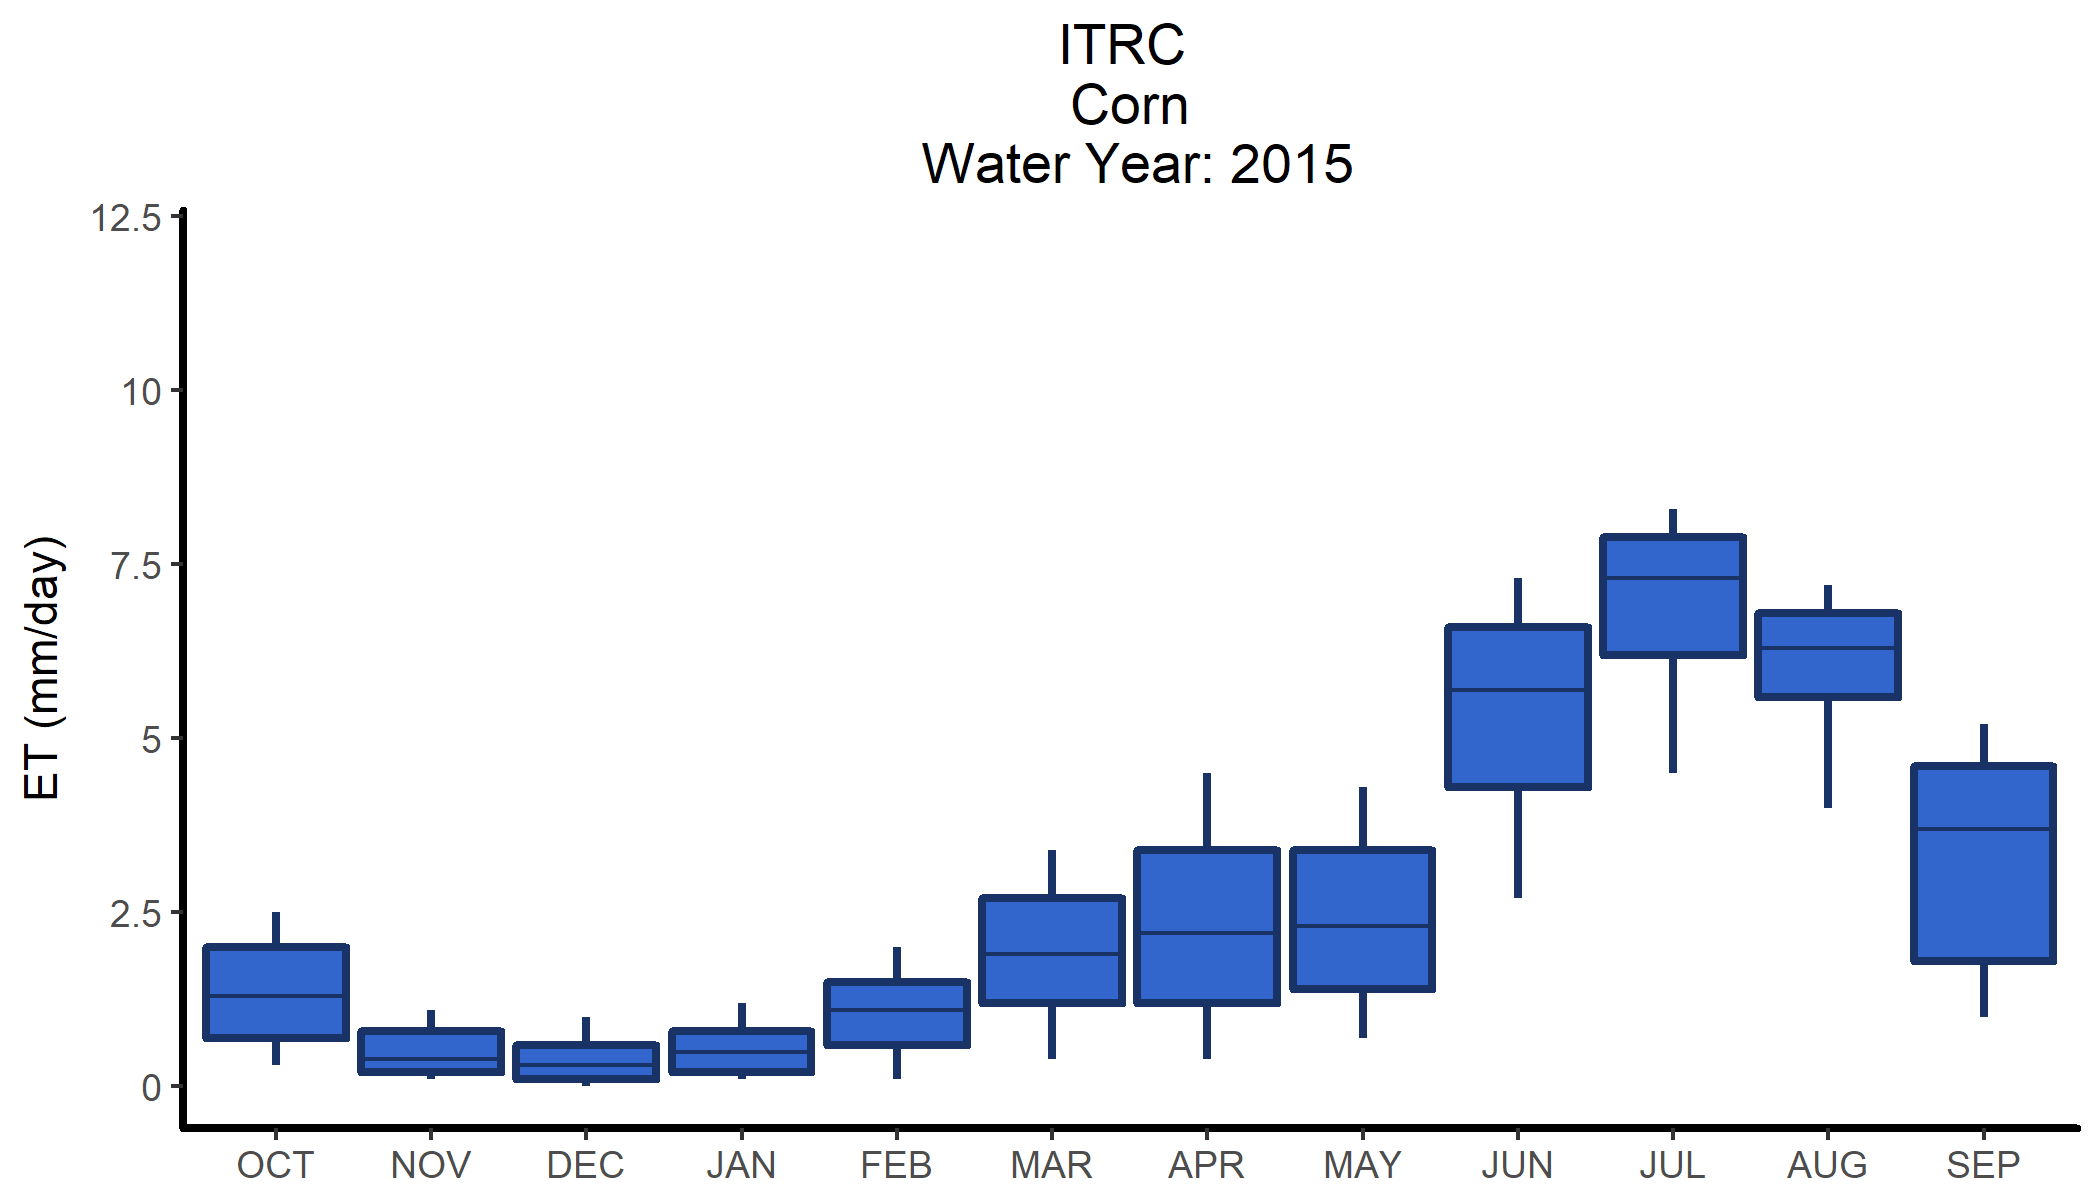 ITRC
Corn
Water Year: 2015
ET (mm/day)
12.5
10
7.5
5
2.5
0
OCT NOV DEC JAN FEB MAR APR MAY JUN JUL AUG SEP